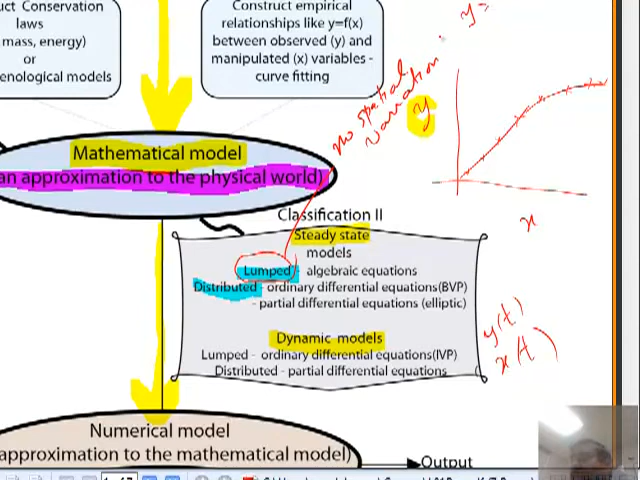 uct Conservation
laws
mass, energy)
or
enological models
Construct empirical
relationships like y=f(x)
between observed (y) and
manipulated (x) variables -
curve fitting
y=
no spatial
variation
y
x
Mathematical model
an approximation to the physical world)
Classification II
Steady state
models
Lumped - algebraic equations
Distributed - ordinary differential equations(BVP)
- partial differential equations (elliptic)
Dynamic models
Lumped - ordinary differential equations(IVP)
Distributed - partial differential equations
y(t)
x(t)
Numerical model
approximation to the mathematical model)
Output